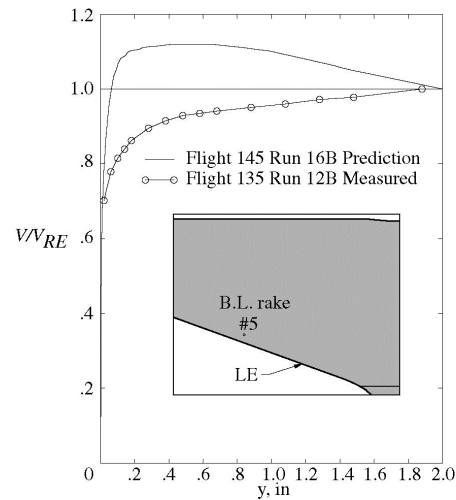 1.2
1.0
.8
.6
.4
.2
0
V/V_RE
Flight 145 Run 16B Prediction
Flight 135 Run 12B Measured
B.L. rake
#5
LE
.2 .4 .6 .8 1.0 1.2 1.4 1.6 1.8 2.0
y, in